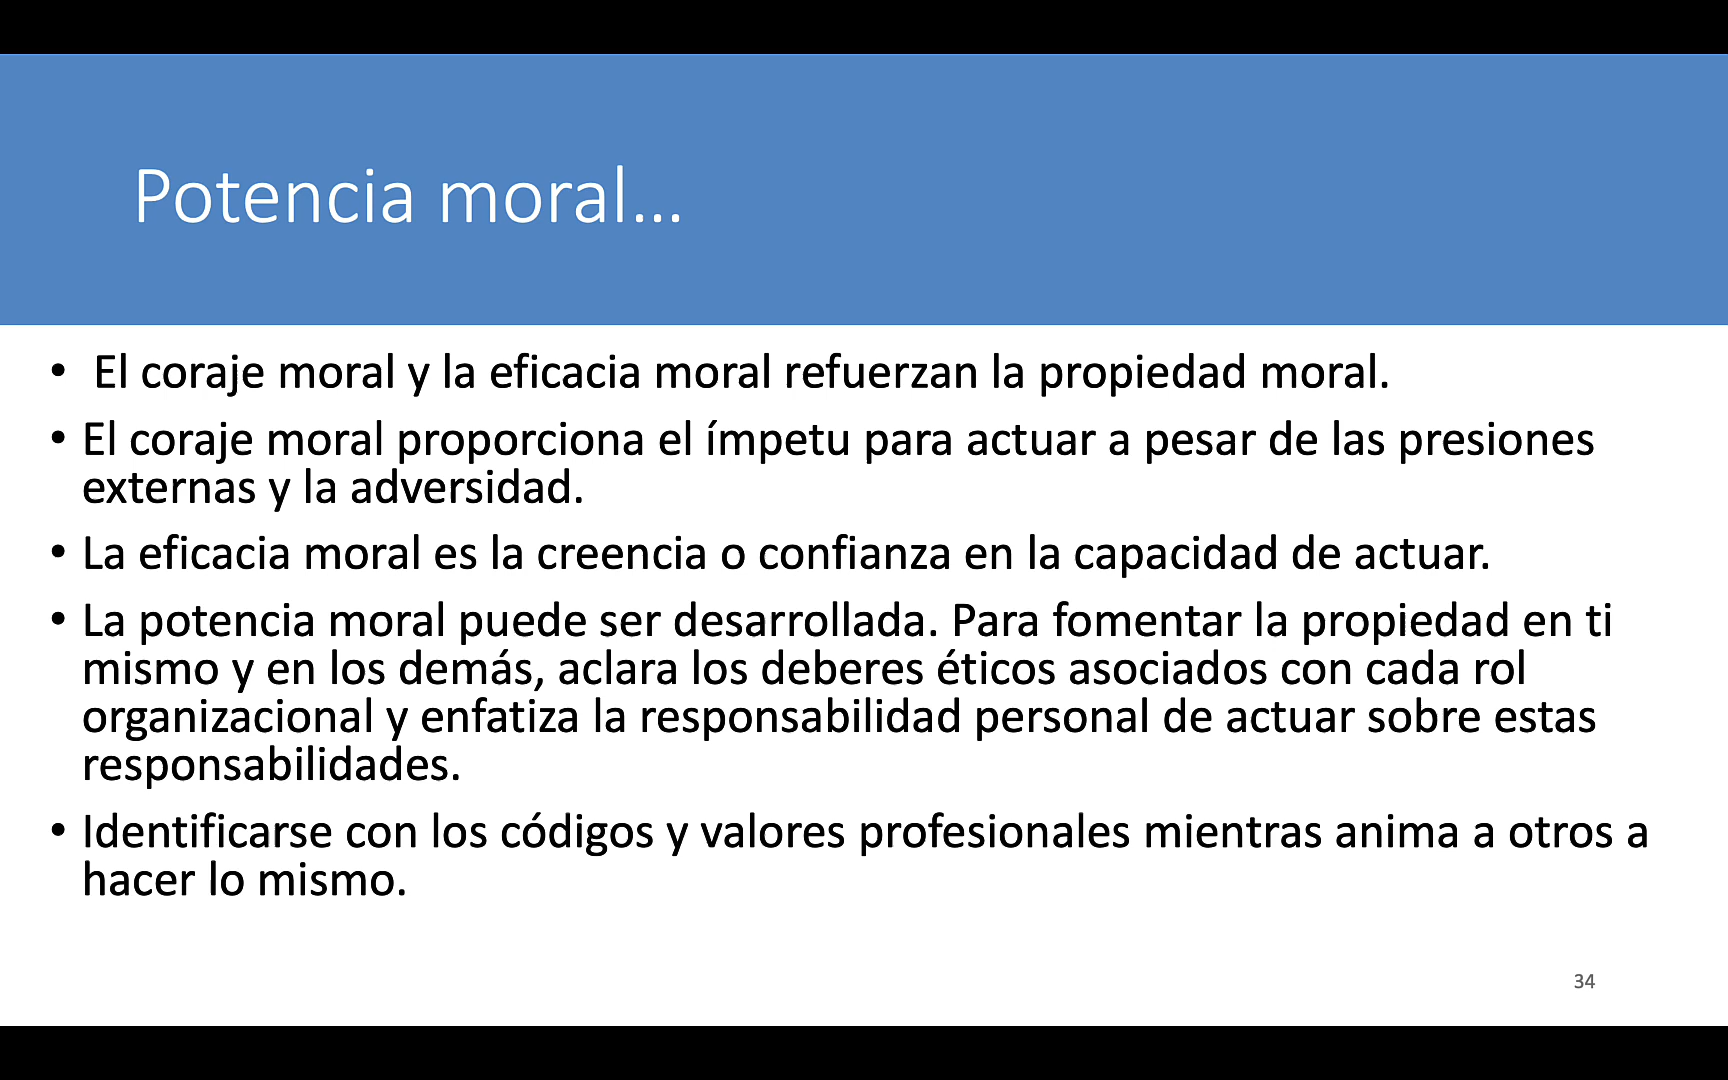 Potencia moral...
• El coraje moral y la eficacia moral refuerzan la propiedad moral.
• El coraje moral proporciona el ímpetu para actuar a pesar de las presiones
externas y la adversidad.
• La eficacia moral es la creencia o confianza en la capacidad de actuar.
• La potencia moral puede ser desarrollada. Para fomentar la propiedad en ti
mismo y en los demás, aclara los deberes éticos asociados con cada rol
organizacional y enfatiza la responsabilidad personal de actuar sobre estas
responsabilidades.
• Identificarse con los códigos y valores profesionales mientras anima a otros a
hacer lo mismo.
34